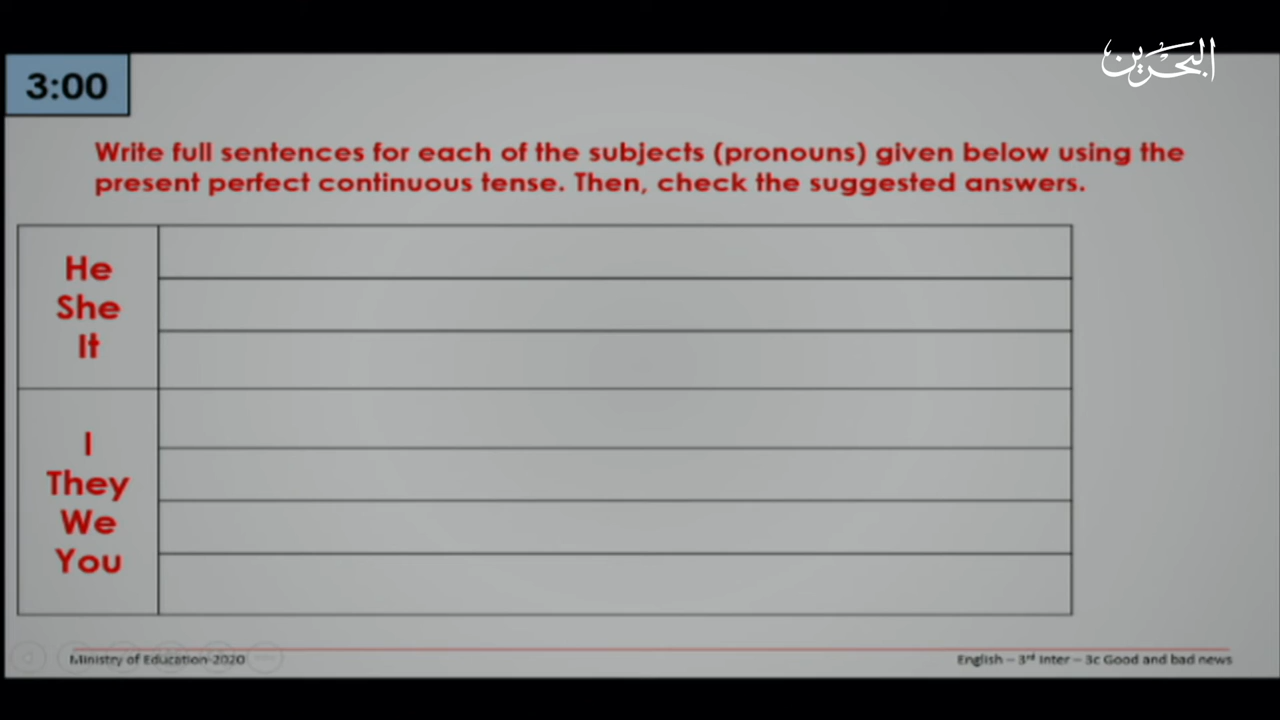 البحرين
3:00
Write full sentences for each of the subjects (pronouns) given below using the
present perfect continuous tense. Then, check the suggested answers.
He
She
It
I
They
We
You
Ministry of Education-2020
English – 3rd Inter – 3c Good and bad news